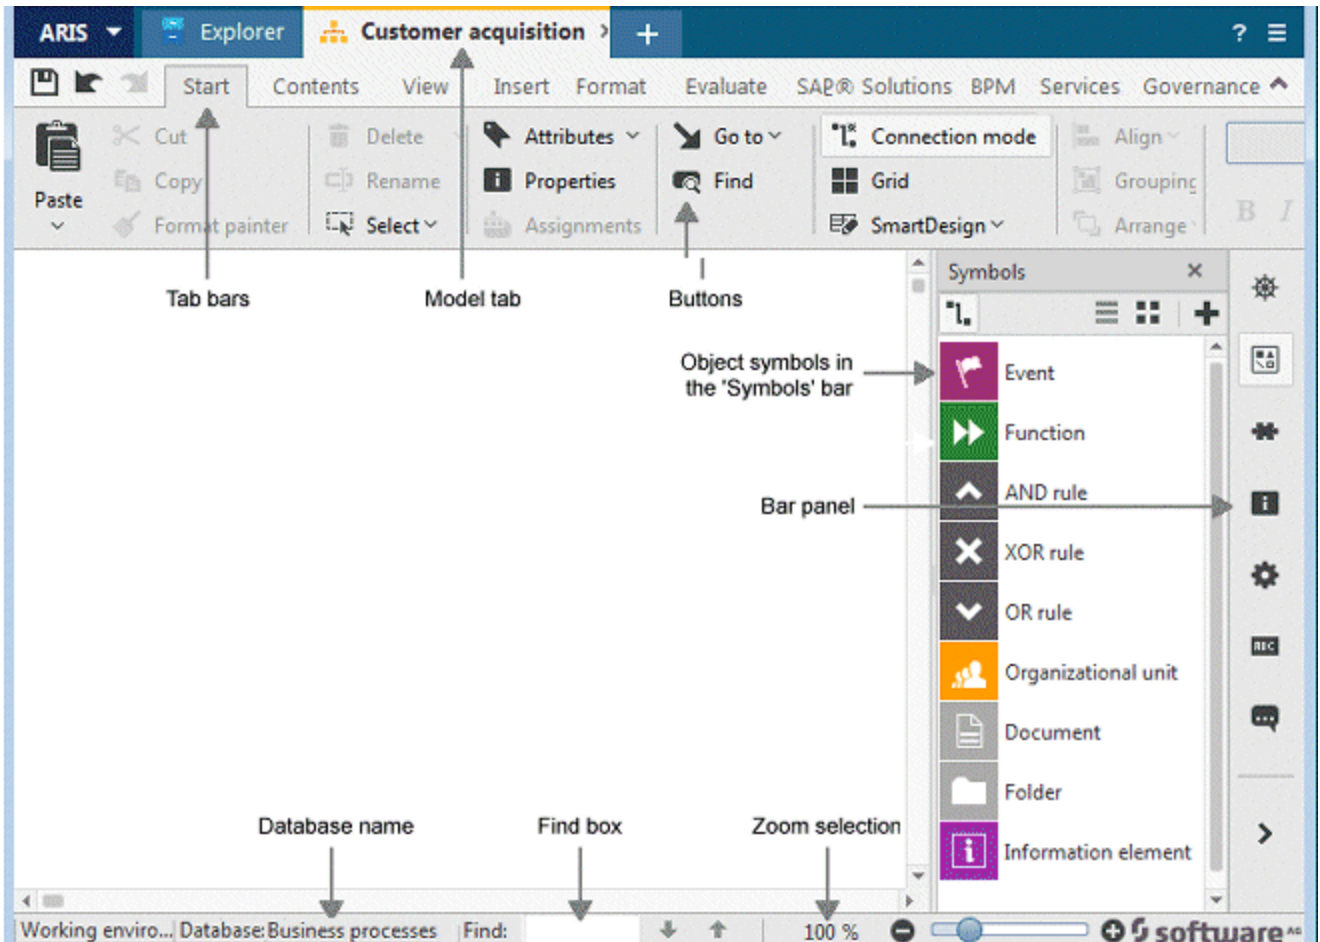 ARIS Explorer Customer acquisition
?
Start Contents View Insert Format Evaluate SAP® Solutions BPM Services Governance
Paste
Cut
Copy
Format painter
Delete
Rename
Select
Attributes
Properties
Assignments
Go to
Find
Connection mode
Grid
SmartDesign
Align
Grouping
Arrange
B I
Tab bars
Model tab
Buttons
Symbols
Object symbols in
the 'Symbols' bar
Event
Function
Bar panel
AND rule
XOR rule
OR rule
Organizational unit
Document
Folder
Information element
Database name
Find box
Zoom selection
Working enviro... Database: Business processes Find: 100 %
software AG